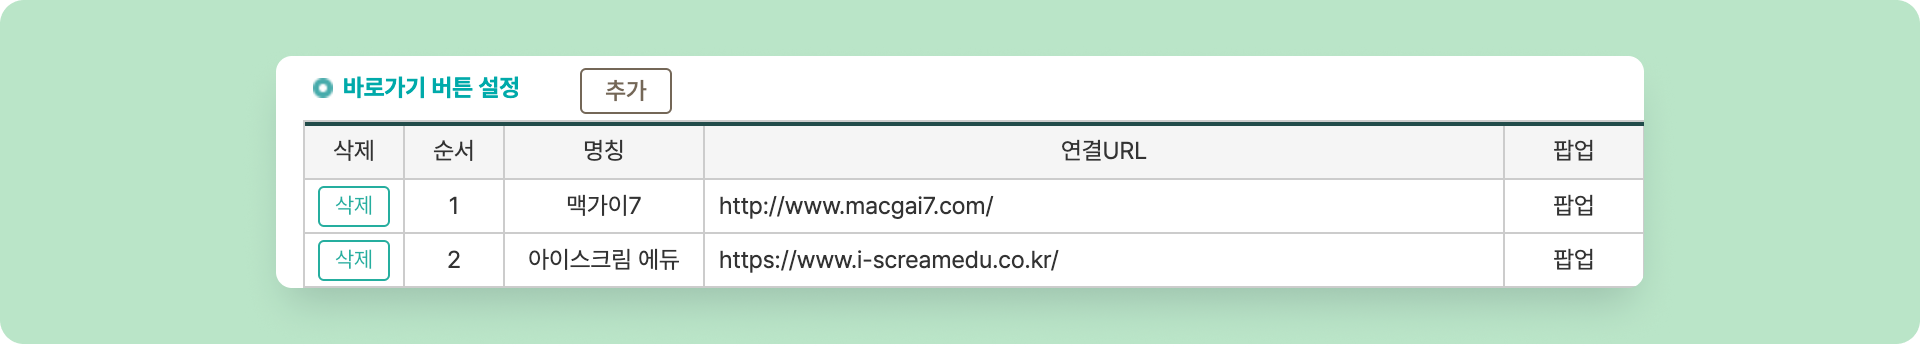 바로가기 버튼 설정 추가
삭제 순서 명칭 연결URL 팝업
삭제 1 맥가이7 http://www.macgai7.com/ 팝업
삭제 2 아이스크림 에듀 https://www.i-screamedu.co.kr/ 팝업